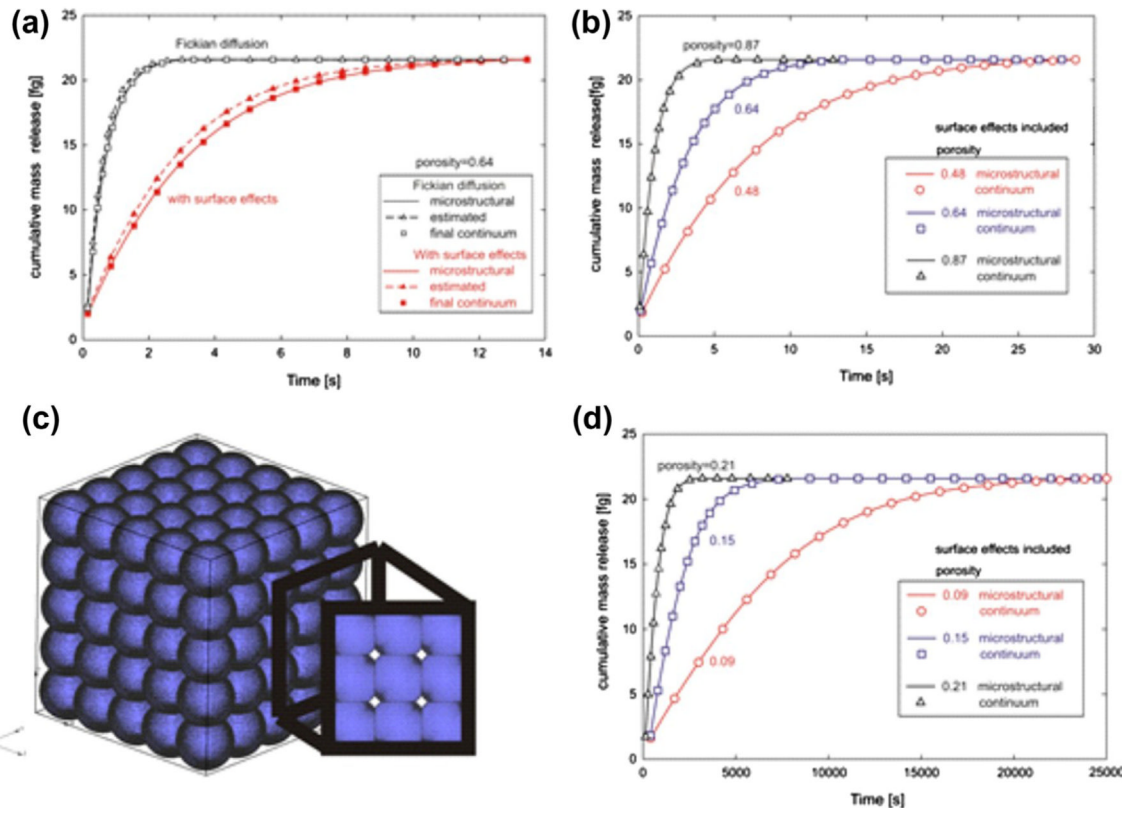 (a)
25
20
15
10
5
0
cumulative mass release [fg]
Fickian diffusion
with surface effects
porosity=0.64
Fickian diffusion
microstructural
estimated
final continuum
With surface effects
microstructural
estimated
final continuum
0 2 4 6 8 10 12 14
Time [s]
(b)
25
20
15
10
5
0
cumulative mass release[fg]
porosity=0.87
0.64
0.48
surface effects included
porosity
0.48 microstructural
continuum
0.64 microstructural
continuum
0.87 microstructural
continuum
0 5 10 15 20 25 30
Time [s]
(c)
(d)
25
20
15
10
5
0
cumulative mass release [fg]
porosity=0.21
0.15
0.09
surface effects included
porosity
0.09 microstructural
continuum
0.15 microstructural
continuum
0.21 microstructural
continuum
0 5000 10000 15000 20000 25000
Time [s]